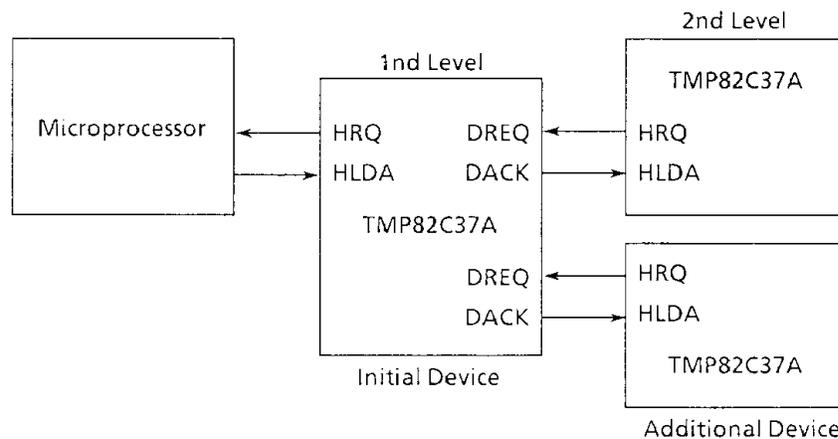 2nd Level
1nd Level
TMP82C37A
Microprocessor
HRQ
DREQ
HRQ
HLDA
DACK
HLDA
TMP82C37A
DREQ
HRQ
DACK
HLDA
TMP82C37A
Initial Device
Additional Device